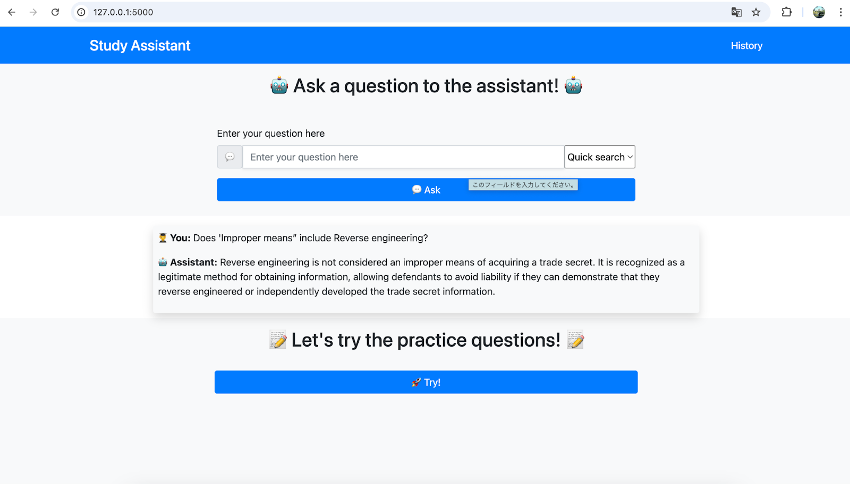 127.0.0.1:5000
Study Assistant
History
Ask a question to the assistant!
Enter your question here
Enter your question here
Quick search
Ask
このフィールドを入力してください。
You: Does "Improper means" include Reverse engineering?
Assistant: Reverse engineering is not considered an improper means of acquiring a trade secret. It is recognized as a
legitimate method for obtaining information, allowing defendants to avoid liability if they can demonstrate that they
reverse engineered or independently developed the trade secret information.
Let's try the practice questions!
Try!